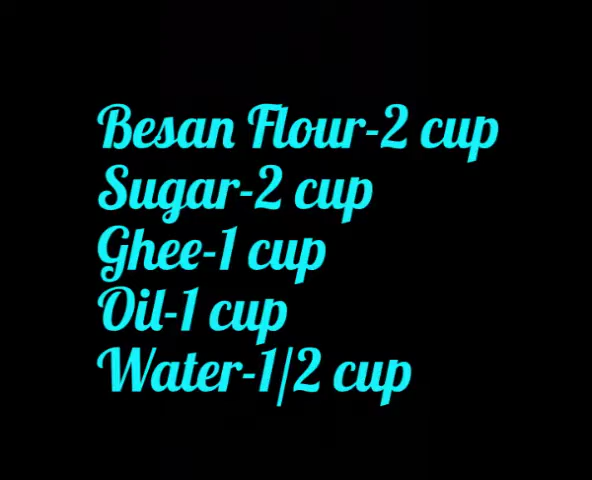 Besan Flour-2 cup
Sugar-2 cup
Ghee-1 cup
Oil-1 cup
Water-1/2 cup